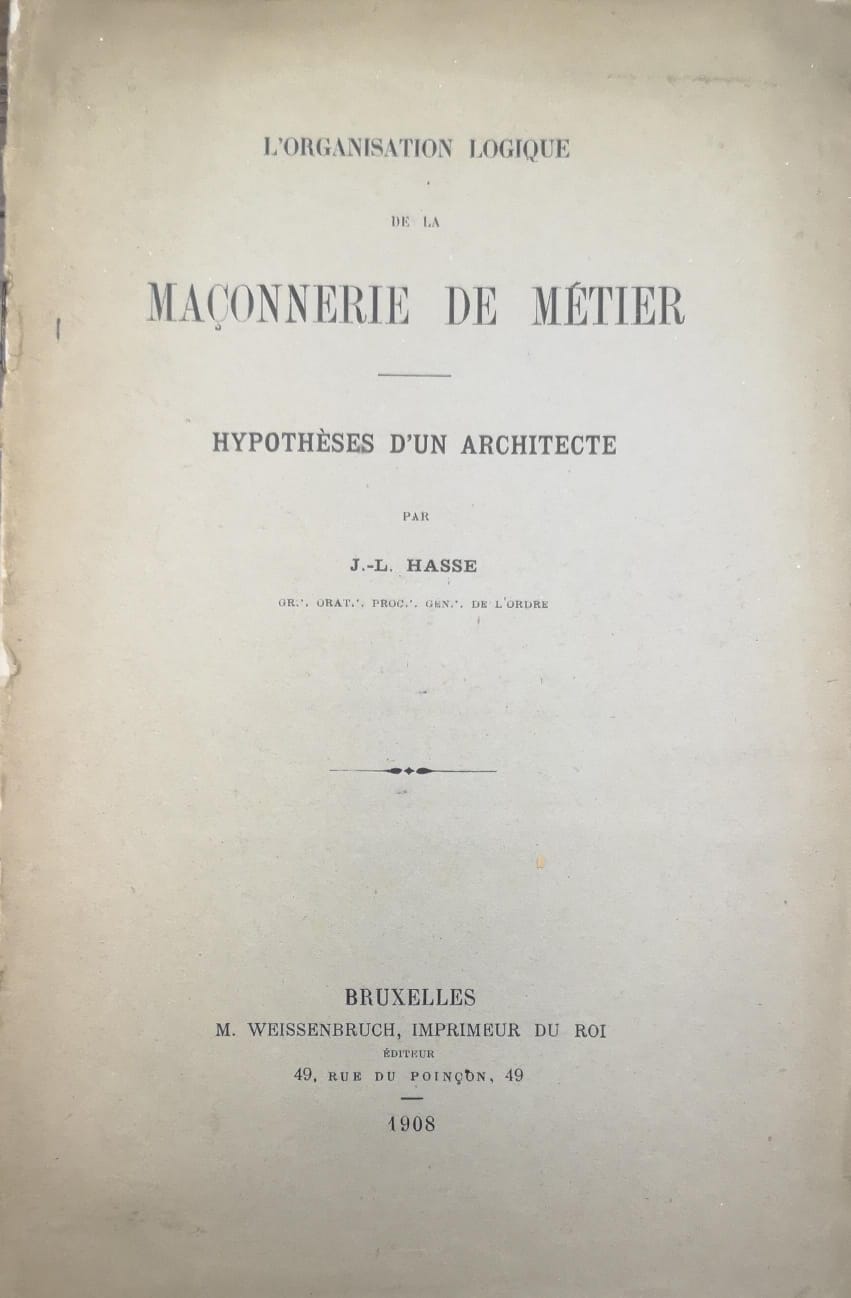 L'ORGANISATION LOGIQUE
DE LA
MAÇONNERIE DE MÉTIER
HYPOTHÈSES D'UN ARCHITECTE
PAR
J.-L. HASSE
GR.·. ORAT.·. PROC.·. GEN.·. DE L'ORDRE
BRUXELLES
M. WEISSENBRUCH, IMPRIMEUR DU ROI
ÉDITEUR
49, RUE DU POINÇON, 49
1908